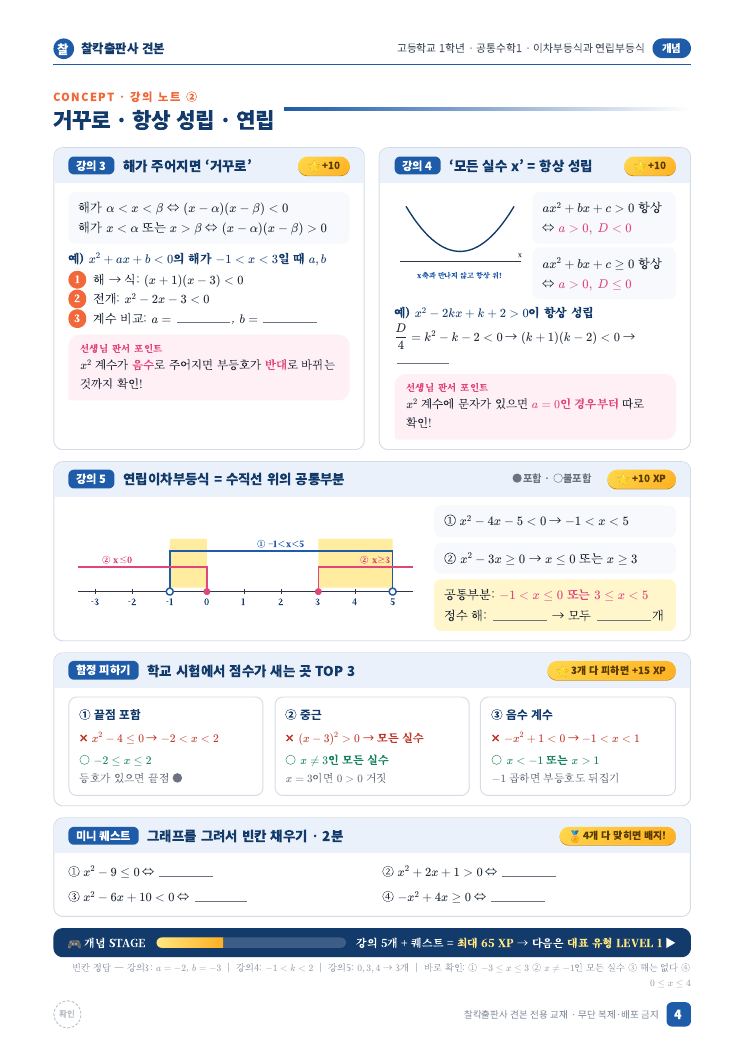 찰 찰칵출판사 견본
고등학교 1학년 · 공통수학1 · 이차부등식과 연립부등식 개념
CONCEPT · 강의 노트 ②
거꾸로 · 항상 성립 · 연립
강의 3 해가 주어지면 ‘거꾸로’ ⭐ +10
해가 α < x < β ⇔ (x − α)(x − β) < 0
해가 x < α 또는 x > β ⇔ (x − α)(x − β) > 0
예) x² + ax + b < 0의 해가 −1 < x < 3일 때 a, b
1 해 → 식: (x + 1)(x − 3) < 0
2 전개: x² − 2x − 3 < 0
3 계수 비교: a = ________, b = ________
선생님 판서 포인트
x² 계수가 음수로 주어지면 부등호가 반대로 바뀌는
것까지 확인!
강의 4 ‘모든 실수 x’ = 항상 성립 ⭐ +10
x
x축과 만나지 않고 항상 위!
ax² + bx + c > 0 항상
⇔ a > 0, D < 0
ax² + bx + c ≥ 0 항상
⇔ a > 0, D ≤ 0
예) x² − 2kx + k + 2 > 0이 항상 성립
D/4 = k² − k − 2 < 0 → (k + 1)(k − 2) < 0 →
________
선생님 판서 포인트
x² 계수에 문자가 있으면 a = 0인 경우부터 따로
확인!
강의 5 연립이차부등식 = 수직선 위의 공통부분 ●포함 · ○불포함 ⭐ +10 XP
① −1<x<5
② x≤0 ② x≥3
-3 -2 -1 0 1 2 3 4 5
① x² − 4x − 5 < 0 → −1 < x < 5
② x² − 3x ≥ 0 → x ≤ 0 또는 x ≥ 3
공통부분: −1 < x ≤ 0 또는 3 ≤ x < 5
정수 해: ________ → 모두 ________개
함정 피하기 학교 시험에서 점수가 새는 곳 TOP 3 ⭐ 3개 다 피하면 +15 XP
① 끝점 포함
✕ x² − 4 ≤ 0 → −2 < x < 2
○ −2 ≤ x ≤ 2
등호가 있으면 끝점 ●
② 중근
✕ (x − 3)² > 0 → 모든 실수
○ x ≠ 3인 모든 실수
x = 3이면 0 > 0 거짓
③ 음수 계수
✕ −x² + 1 < 0 → −1 < x < 1
○ x < −1 또는 x > 1
−1 곱하면 부등호도 뒤집기
미니 퀘스트 그래프를 그려서 빈칸 채우기 · 2분 🏅 4개 다 맞히면 배지!
① x² − 9 ≤ 0 ⇔ ________ ② x² + 2x + 1 > 0 ⇔ ________
③ x² − 6x + 10 < 0 ⇔ ________ ④ −x² + 4x ≥ 0 ⇔ ________
🎮 개념 STAGE 강의 5개 + 퀘스트 = 최대 65 XP → 다음은 대표 유형 LEVEL 1 ▶
빈칸 정답 — 강의3: a = −2, b = −3 | 강의4: −1 < k < 2 | 강의5: 0, 3, 4 → 3개 | 바로 확인: ① −3 ≤ x ≤ 3 ② x ≠ −1인 모든 실수 ③ 해는 없다 ④
0 ≤ x ≤ 4
확인 찰칵출판사 견본 전용 교재 · 무단 복제·배포 금지 4